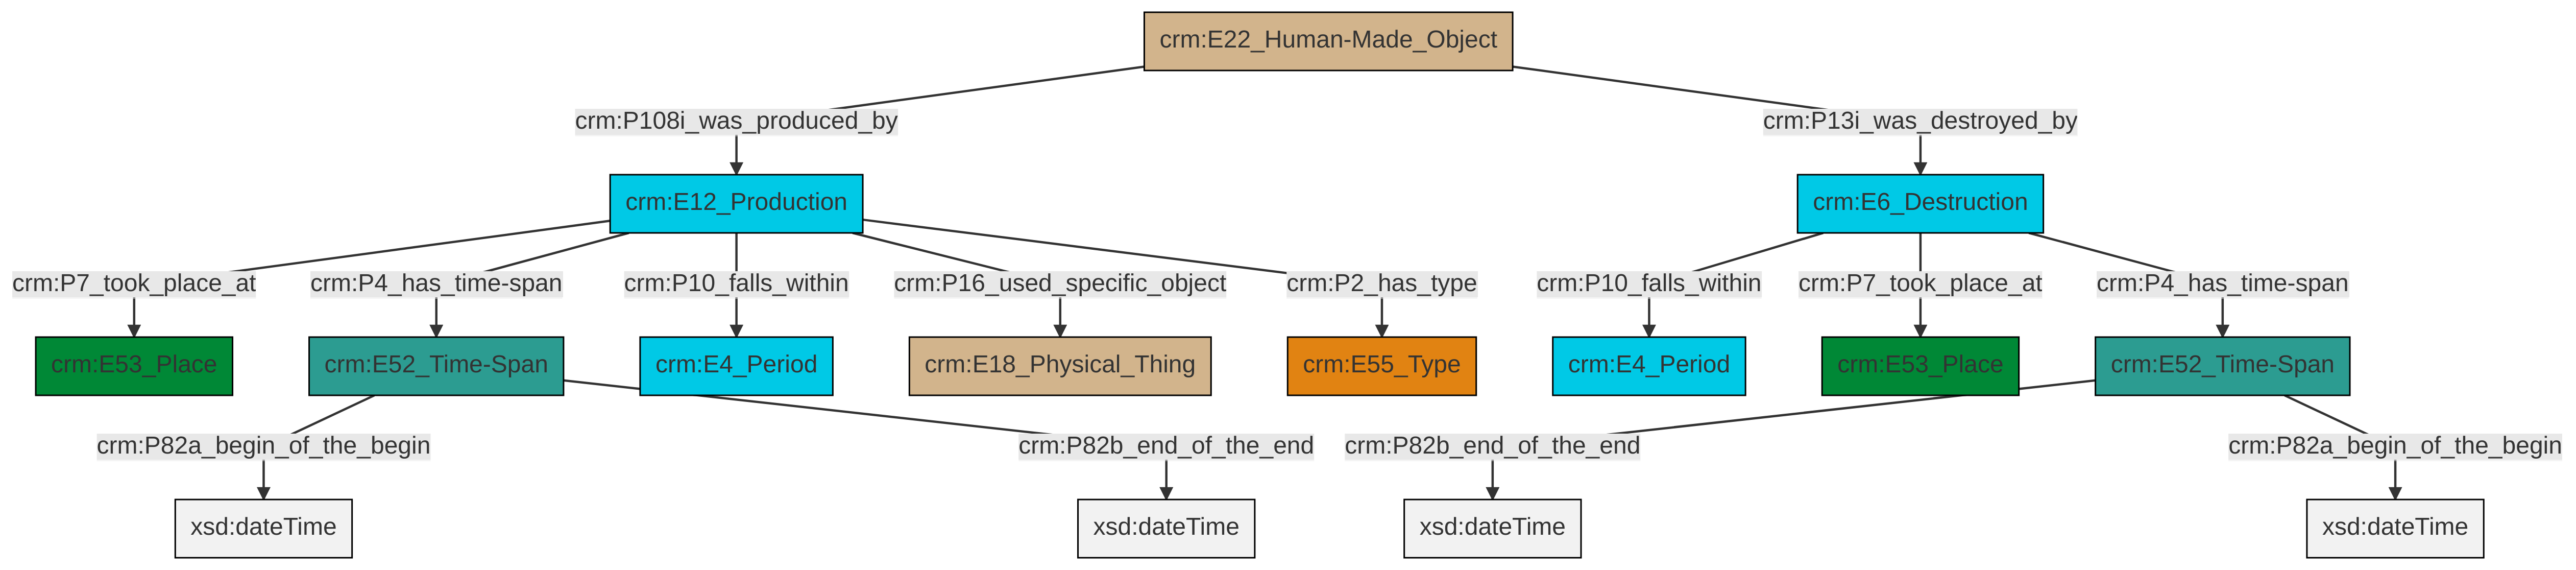 crm:E22_Human-Made_Object
crm:P108i_was_produced_by
crm:P13i_was_destroyed_by
crm:E12_Production
crm:E6_Destruction
crm:P7_took_place_at
crm:P4_has_time-span
crm:P10_falls_within
crm:P16_used_specific_object
crm:P2_has_type
crm:P10_falls_within
crm:P7_took_place_at
crm:P4_has_time-span
crm:E53_Place
crm:E52_Time-Span
crm:E4_Period
crm:E18_Physical_Thing
crm:E55_Type
crm:E4_Period
crm:E53_Place
crm:E52_Time-Span
crm:P82a_begin_of_the_begin
crm:P82b_end_of_the_end
crm:P82b_end_of_the_end
crm:P82a_begin_of_the_begin
xsd:dateTime
xsd:dateTime
xsd:dateTime
xsd:dateTime